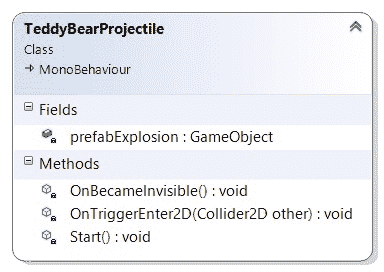 TeddyBearProjectile
Class
MonoBehaviour
Fields
prefabExplosion : GameObject
Methods
OnBecameInvisible() : void
OnTriggerEnter2D(Collider2D other) : void
Start() : void